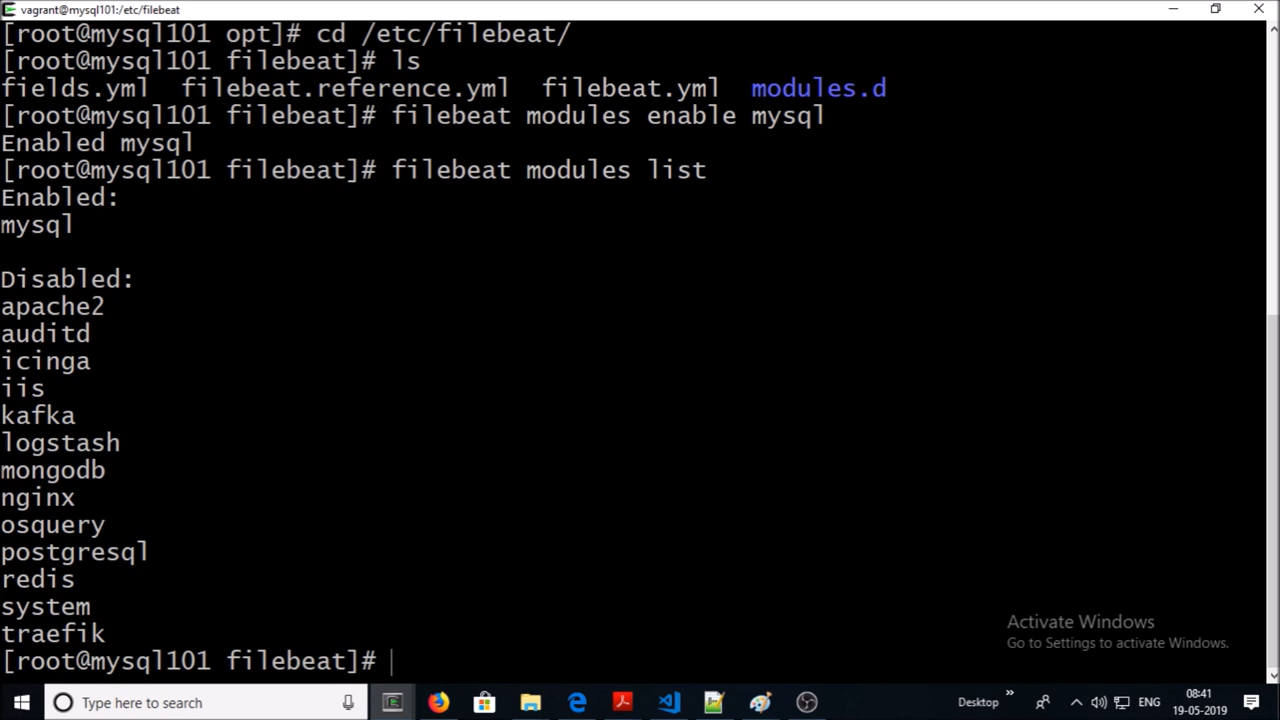 vagrant@mysql101:/etc/filebeat
[root@mysql101 opt]# cd /etc/filebeat/
[root@mysql101 filebeat]# ls
fields.yml  filebeat.reference.yml  filebeat.yml  modules.d
[root@mysql101 filebeat]# filebeat modules enable mysql
Enabled mysql
[root@mysql101 filebeat]# filebeat modules list
Enabled:
mysql
Disabled:
apache2
auditd
icinga
iis
kafka
logstash
mongodb
nginx
osquery
postgresql
redis
system
traefik
[root@mysql101 filebeat]#
Activate Windows
Go to Settings to activate Windows.
Type here to search
Desktop
ENG
08:41
19-05-2019